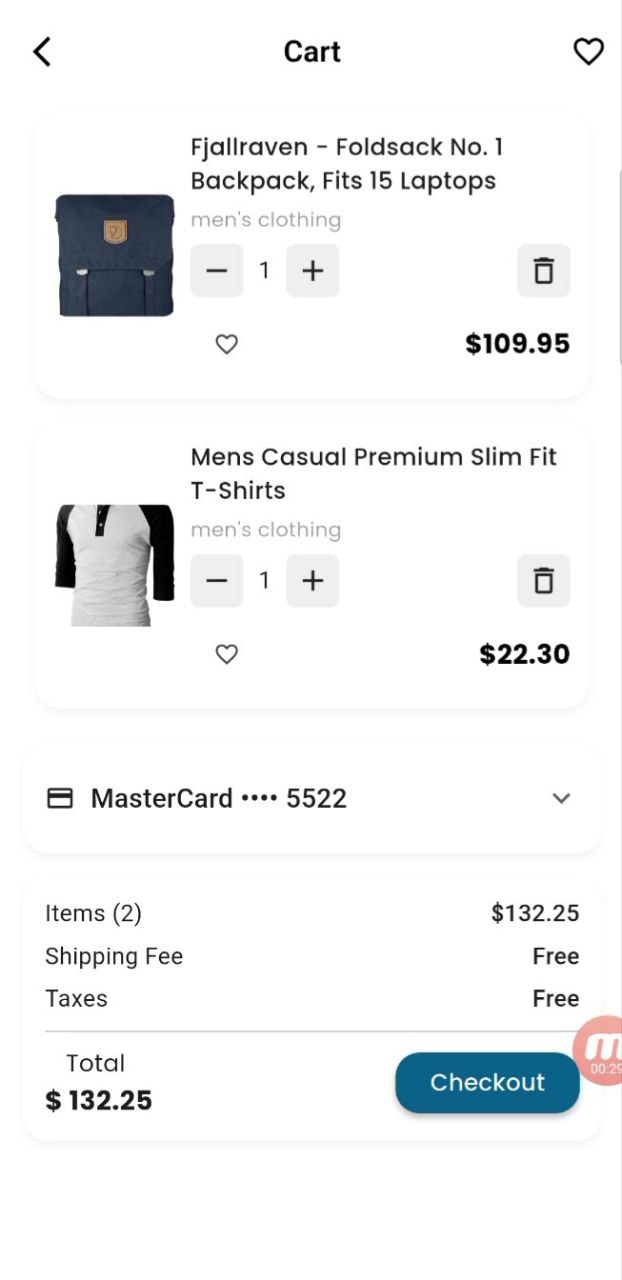 Cart
Fjallraven - Foldsack No. 1
Backpack, Fits 15 Laptops
men's clothing
1
$109.95
Mens Casual Premium Slim Fit
T-Shirts
men's clothing
1
$22.30
MasterCard •••• 5522
Items (2) $132.25
Shipping Fee Free
Taxes Free
Total
$ 132.25
Checkout
00:29